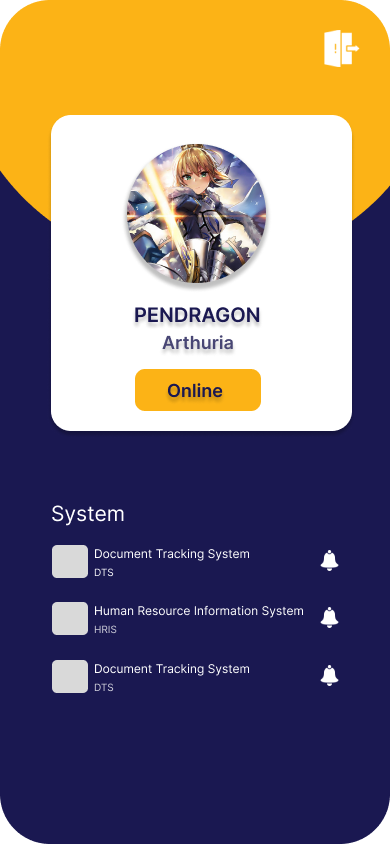 PENDRAGON
Arthuria
Online
System
Document Tracking System
DTS
Human Resource Information System
HRIS
Document Tracking System
DTS